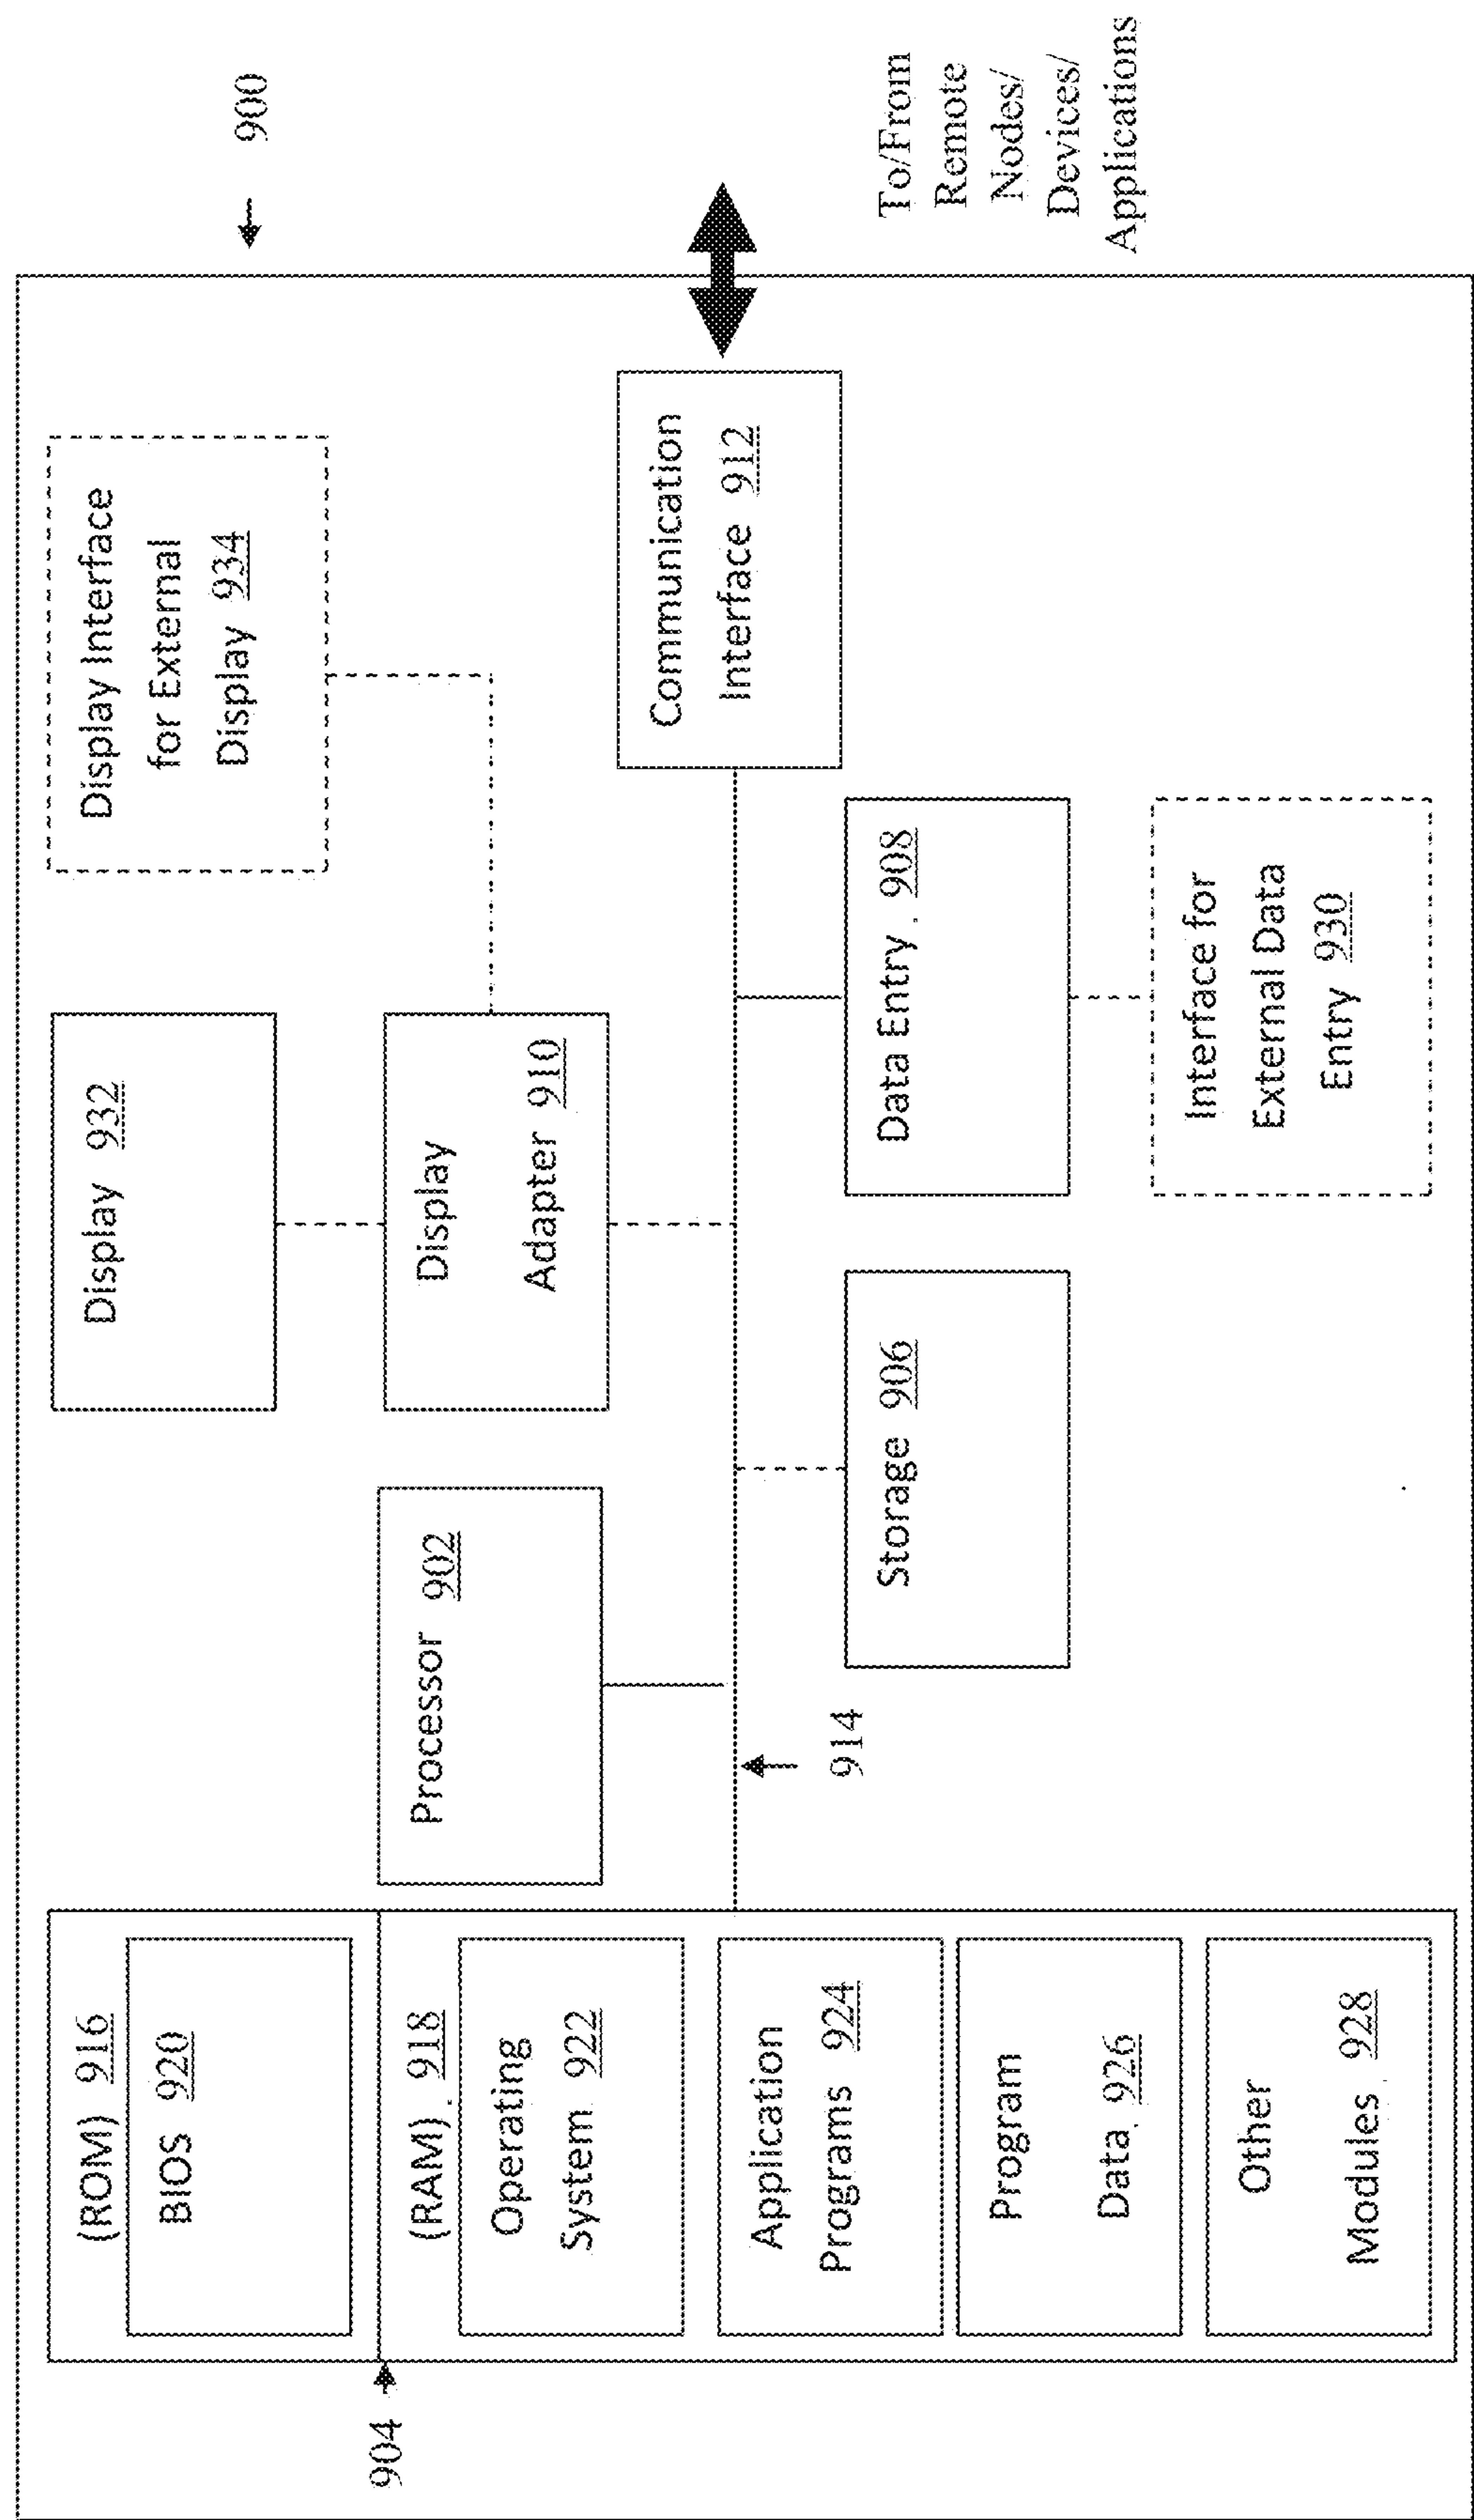 900
(ROM) 916
BIOS 920
904
(RAM) 918
Operating
System 922
Application
Programs 924
Program
Data 926
Other
Modules 928
Processor 902
914
Display 932
Display
Adapter 910
Storage 906
Display Interface
for External
Display 934
Communication
Interface 912
Data Entry 908
Interface for
External Data
Entry 930
To/From
Remote
Nodes/
Devices/
Applications